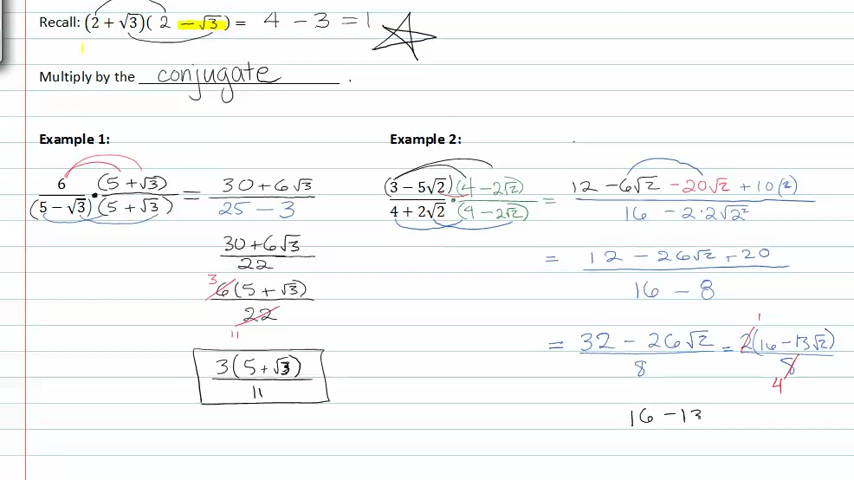 Recall: (2 + √3)( 2 − √3 ) = 4 − 3 = 1
Multiply by the conjugate .
Example 1:
6/(5 − √3) • (5 + √3)/(5 + √3) = 30 + 6√3/25 − 3
30 + 6√3/22
3 6(5 + √3)/22 11
3(5 + √3)/11
Example 2:
(3 − 5√2)/4 + 2√2 • (4 − 2√2)/(4 − 2√2) = 12 − 6√2 − 20√2 + 10(2)/16 − 2·2√2²
= 12 − 26√2 + 20/16 − 8
= 32 − 26√2/8 = 1 2(16 − 13√2)/8 4
16 − 13